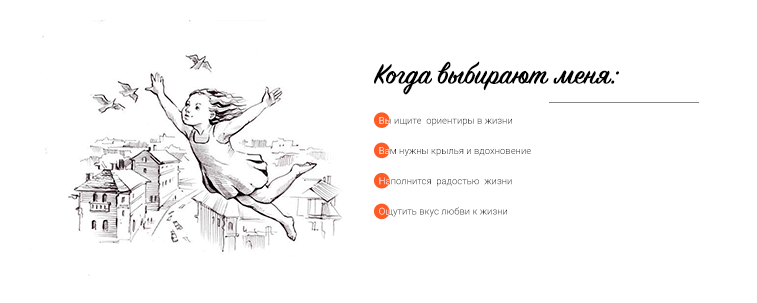 Когда выбирают меня:
Вы ищите ориентиры в жизни
Вам нужны крылья и вдохновение
Наполнится радостью жизни
Ощутить вкус любви к жизни